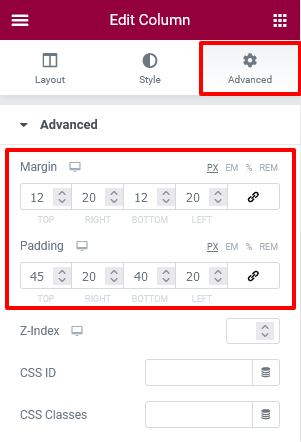 Edit Column
Layout Style Advanced
Advanced
Margin PX EM % REM
12 20 12 20
TOP RIGHT BOTTOM LEFT
Padding PX EM % REM
45 20 40 20
TOP RIGHT BOTTOM LEFT
Z-Index
CSS ID
CSS Classes